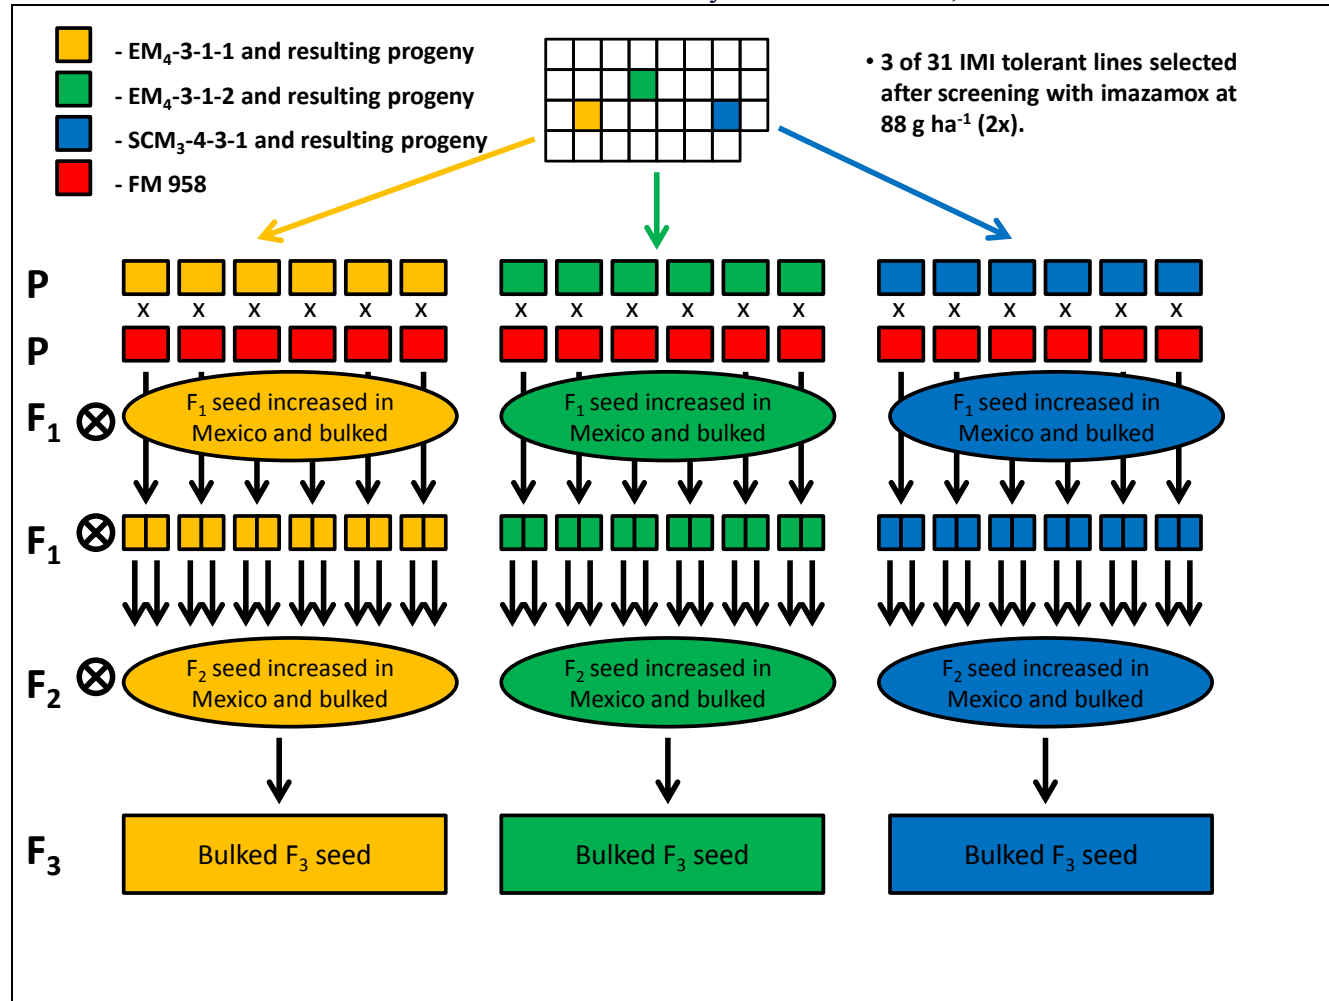 - EM₄-3-1-1 and resulting progeny
- EM₄-3-1-2 and resulting progeny
- SCM₃-4-3-1 and resulting progeny
- FM 958
• 3 of 31 IMI tolerant lines selected
after screening with imazamox at
88 g ha⁻¹ (2x).
P
x x x x x x x x x x x x x x x x x x
P
F₁
F₁ seed increased in
Mexico and bulked
F₁ seed increased in
Mexico and bulked
F₁ seed increased in
Mexico and bulked
F₁
F₂
F₂ seed increased in
Mexico and bulked
F₂ seed increased in
Mexico and bulked
F₂ seed increased in
Mexico and bulked
F₃
Bulked F₃ seed
Bulked F₃ seed
Bulked F₃ seed